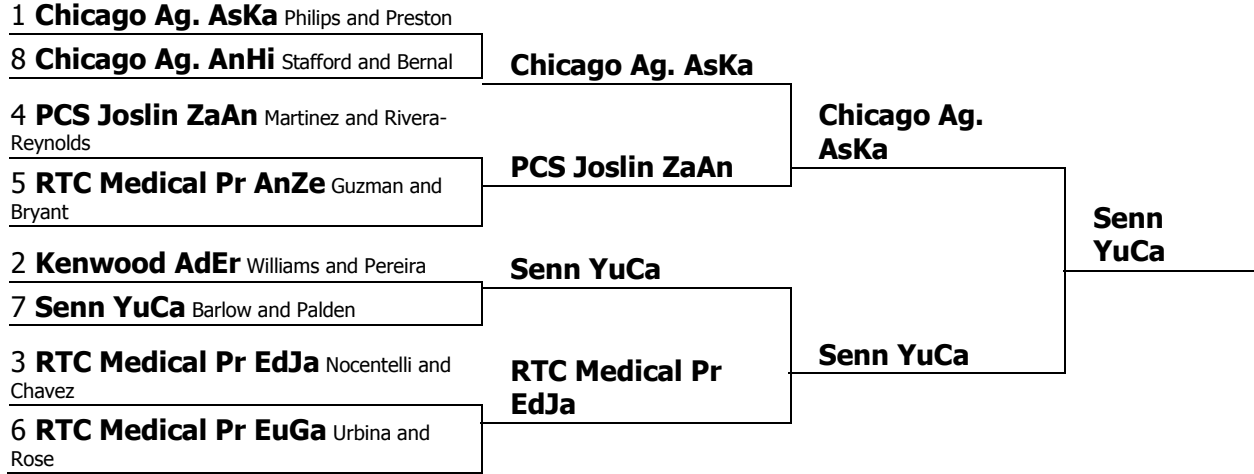 1 Chicago Ag. AsKa Philips and Preston
8 Chicago Ag. AnHi Stafford and Bernal
Chicago Ag. AsKa
4 PCS Joslin ZaAn Martinez and Rivera-
Reynolds
Chicago Ag.
AsKa
PCS Joslin ZaAn
5 RTC Medical Pr AnZe Guzman and
Bryant
Senn
YuCa
2 Kenwood AdEr Williams and Pereira
Senn YuCa
7 Senn YuCa Barlow and Palden
3 RTC Medical Pr EdJa Nocentelli and
Chavez
Senn YuCa
RTC Medical Pr
EdJa
6 RTC Medical Pr EuGa Urbina and
Rose